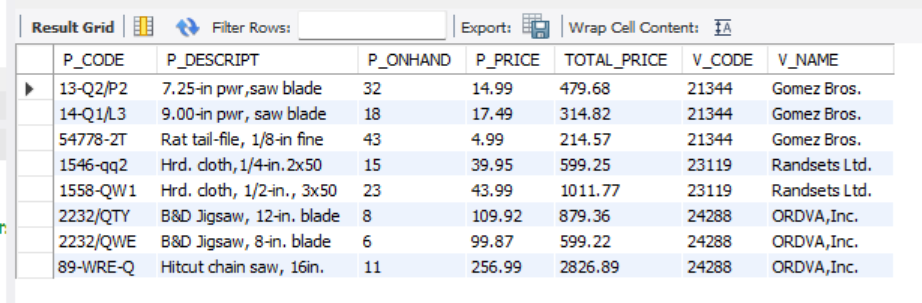 Result Grid Filter Rows: Export: Wrap Cell Content: IA
P_CODE P_DESCRIPT P_ONHAND P_PRICE TOTAL_PRICE V_CODE V_NAME
13-Q2/P2 7.25-in pwr,saw blade 32 14.99 479.68 21344 Gomez Bros.
14-Q1/L3 9.00-in pwr, saw blade 18 17.49 314.82 21344 Gomez Bros.
54778-2T Rat tail-file, 1/8-in fine 43 4.99 214.57 21344 Gomez Bros.
1546-qq2 Hrd. cloth,1/4-in.2x50 15 39.95 599.25 23119 Randsets Ltd.
1558-QW1 Hrd. cloth, 1/2-in., 3x50 23 43.99 1011.77 23119 Randsets Ltd.
2232/QTY B&D Jigsaw, 12-in. blade 8 109.92 879.36 24288 ORDVA,Inc.
2232/QWE B&D Jigsaw, 8-in. blade 6 99.87 599.22 24288 ORDVA,Inc.
89-WRE-Q Hitcut chain saw, 16in. 11 256.99 2826.89 24288 ORDVA,Inc.